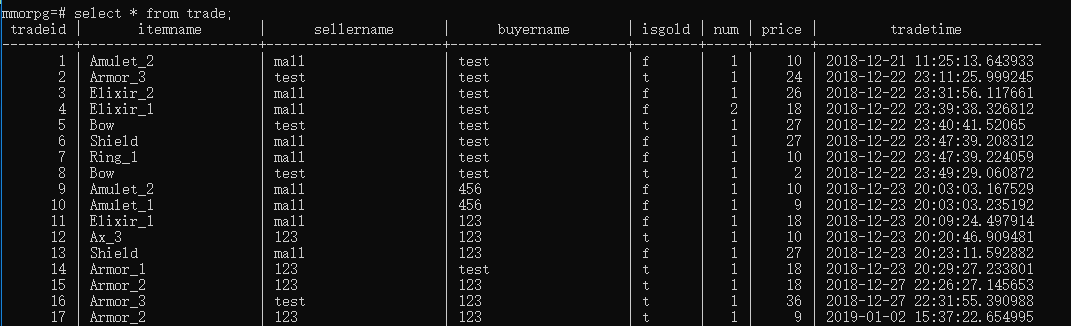 mmorpg=# select * from trade;
tradeid | itemname | sellername | buyername | isgold | num | price | tradetime
1 | Amulet_2 | mall | test | f | 1 | 10 | 2018-12-21 11:25:13.643933
2 | Armor_3 | test | test | t | 1 | 24 | 2018-12-22 23:11:25.999245
3 | Elixir_2 | mall | test | f | 1 | 26 | 2018-12-22 23:31:56.117661
4 | Elixir_1 | mall | test | f | 2 | 18 | 2018-12-22 23:39:38.326812
5 | Bow | test | test | t | 1 | 27 | 2018-12-22 23:40:41.52065
6 | Shield | mall | test | f | 1 | 27 | 2018-12-22 23:47:39.208312
7 | Ring_1 | mall | test | f | 1 | 10 | 2018-12-22 23:47:39.224059
8 | Bow | test | test | t | 1 | 2 | 2018-12-22 23:49:29.060872
9 | Amulet_2 | mall | 456 | f | 1 | 10 | 2018-12-23 20:03:03.167529
10 | Amulet_1 | mall | 456 | f | 1 | 9 | 2018-12-23 20:03:03.235192
11 | Elixir_1 | mall | 123 | f | 1 | 18 | 2018-12-23 20:09:24.497914
12 | Ax_3 | 123 | 123 | t | 1 | 10 | 2018-12-23 20:20:46.909481
13 | Shield | mall | 123 | f | 1 | 27 | 2018-12-23 20:23:11.592882
14 | Armor_1 | 123 | test | t | 1 | 18 | 2018-12-23 20:29:27.233801
15 | Armor_2 | 123 | 123 | t | 1 | 18 | 2018-12-27 22:26:27.145653
16 | Armor_3 | test | 123 | t | 1 | 36 | 2018-12-27 22:31:55.390988
17 | Armor_2 | 123 | 123 | t | 1 | 9 | 2019-01-02 15:37:22.654995